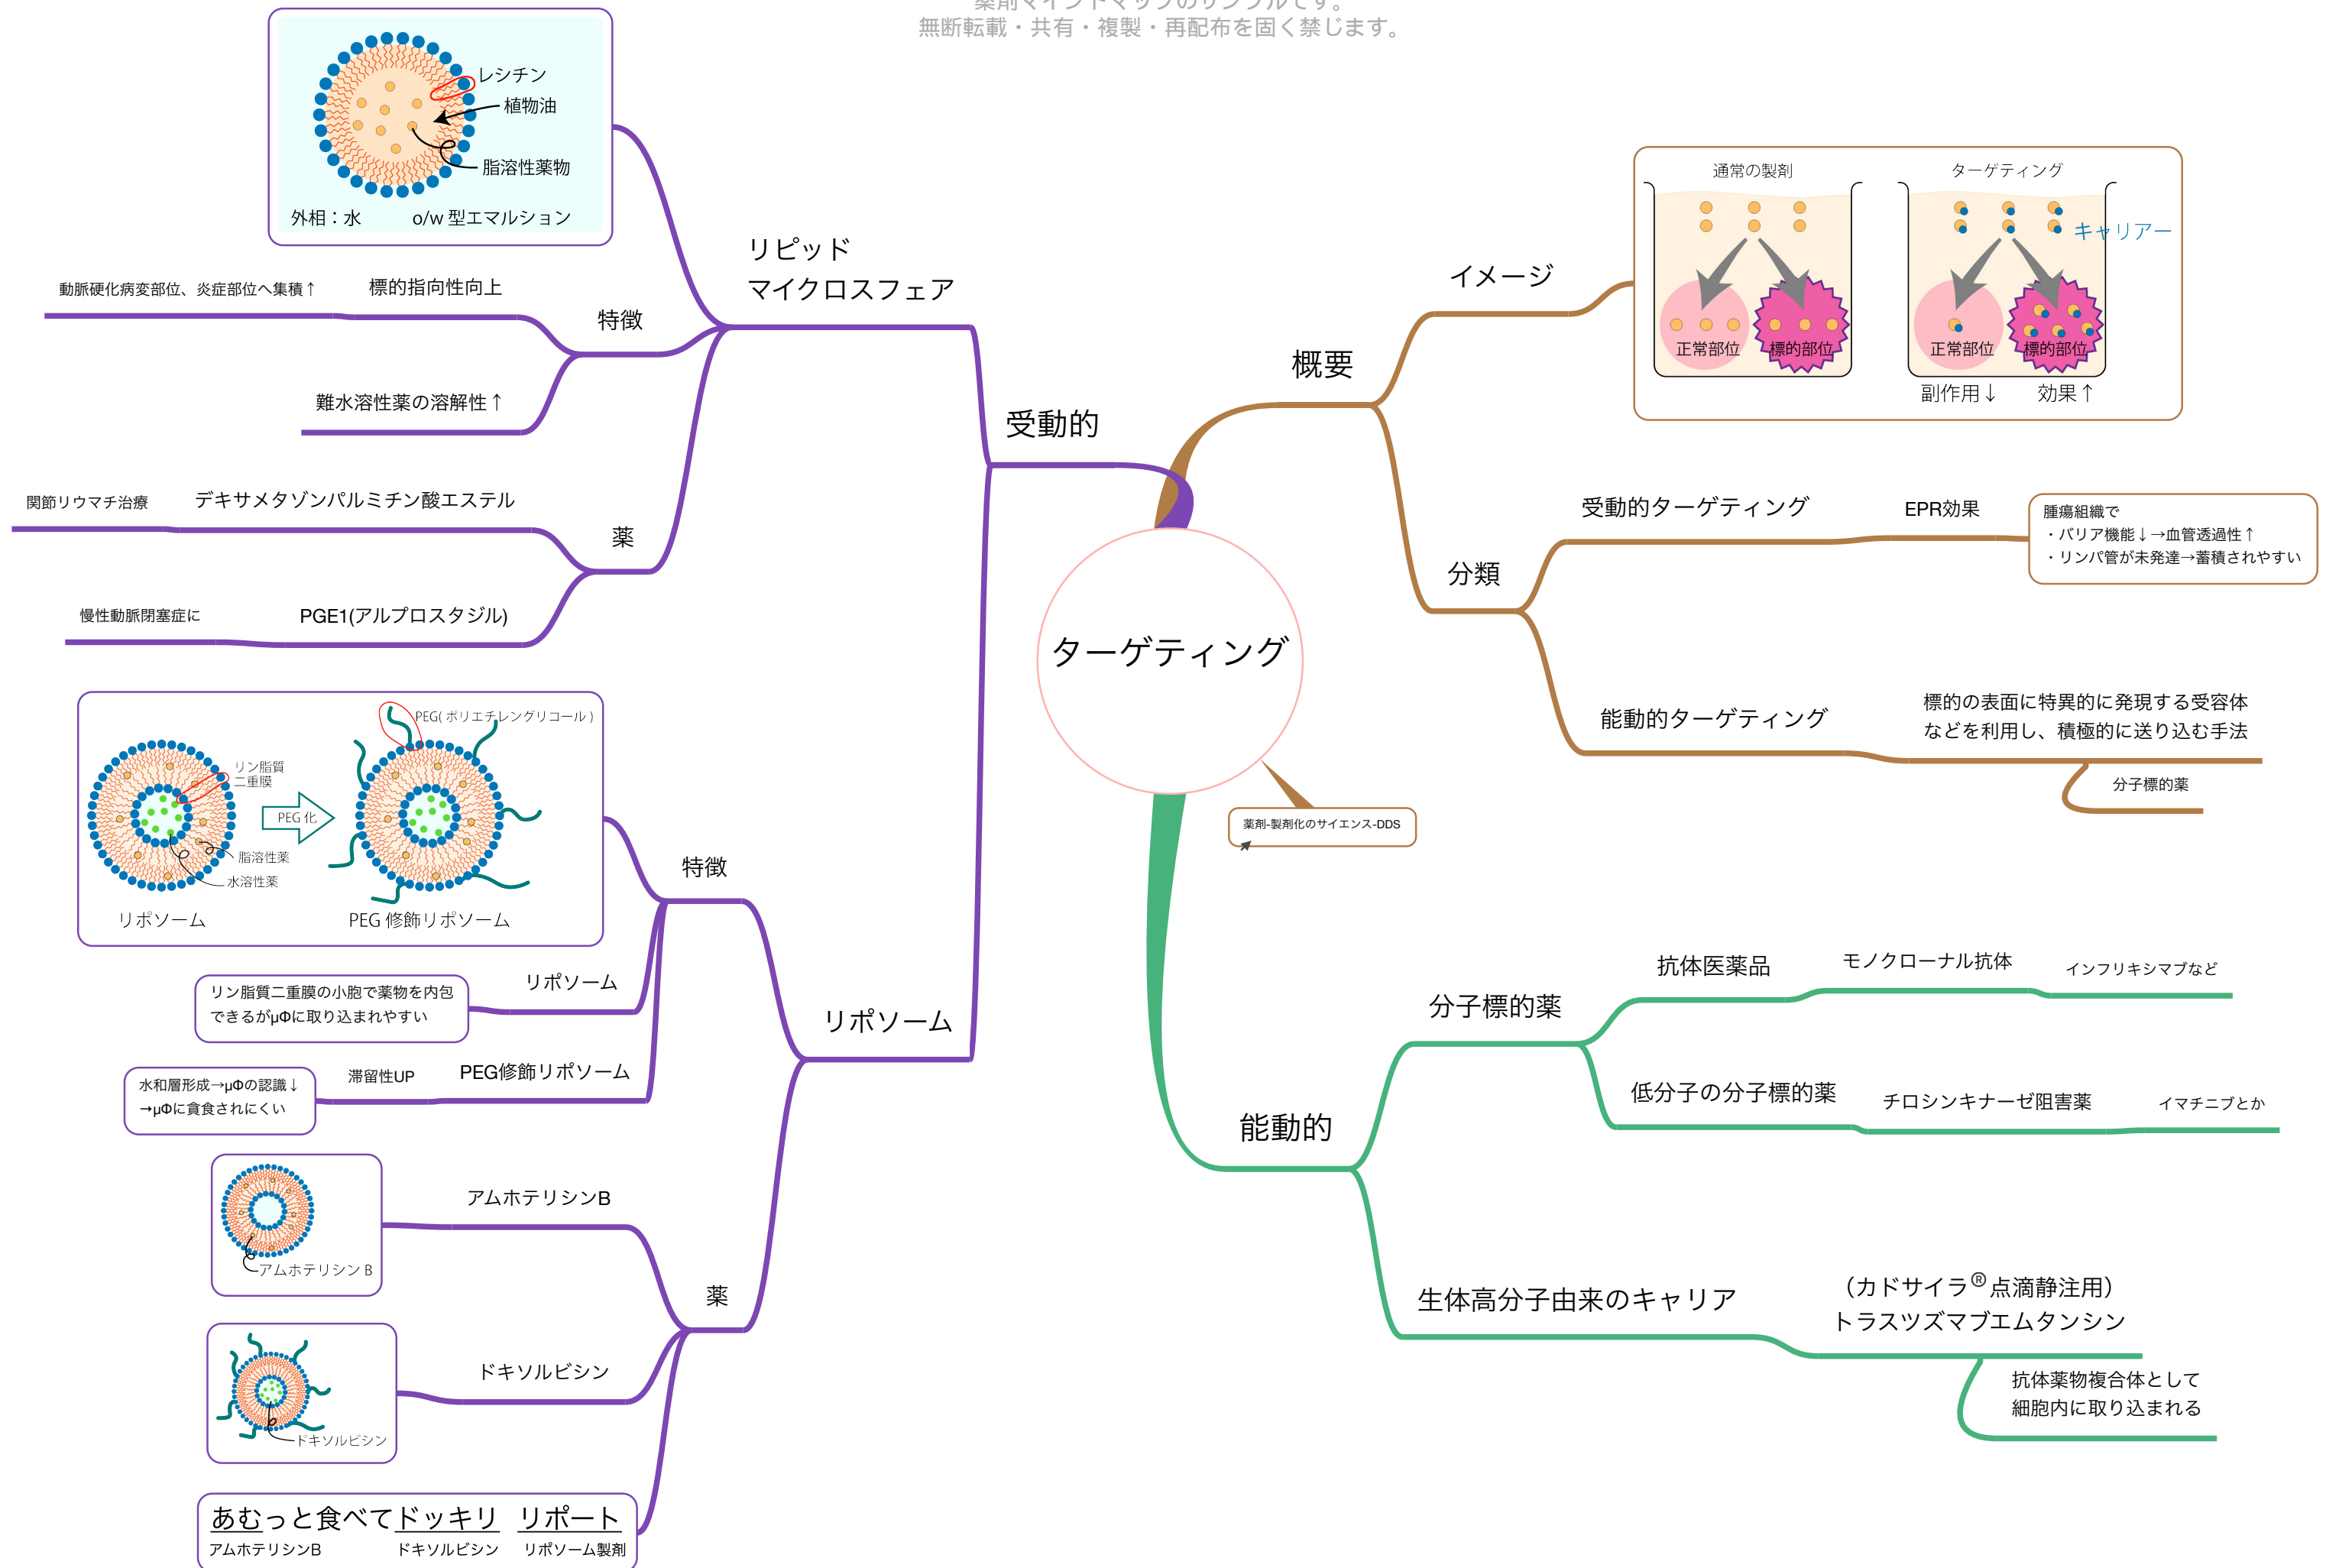 薬剤マインドマップのサンプルです。
無断転載・共有・複製・再配布を固く禁じます。
ターゲティング
薬剤-製剤化のサイエンス-DDS
概要
イメージ
通常の製剤
ターゲティング
キャリアー
正常部位
標的部位
正常部位
標的部位
副作用↓
効果↑
分類
受動的ターゲティング
EPR効果
腫瘍組織で
・バリア機能↓→血管透過性↑
・リンパ管が未発達→蓄積されやすい
能動的ターゲティング
標的の表面に特異的に発現する受容体
などを利用し、積極的に送り込む手法
分子標的薬
能動的
分子標的薬
抗体医薬品
モノクローナル抗体
インフリキシマブなど
低分子の分子標的薬
チロシンキナーゼ阻害薬
イマチニブとか
生体高分子由来のキャリア
（カドサイラ®点滴静注用）
トラスツズマブエムタンシン
抗体薬物複合体として
細胞内に取り込まれる
受動的
リピッド
マイクロスフェア
レシチン
植物油
脂溶性薬物
外相：水
o/w 型エマルション
特徴
標的指向性向上
動脈硬化病変部位、炎症部位へ集積↑
難水溶性薬の溶解性↑
薬
デキサメタゾンパルミチン酸エステル
関節リウマチ治療
PGE1(アルプロスタジル)
慢性動脈閉塞症に
リポソーム
特徴
PEG( ポリエチレングリコール )
リン脂質
二重膜
PEG 化
脂溶性薬
水溶性薬
リポソーム
PEG 修飾リポソーム
リポソーム
リン脂質二重膜の小胞で薬物を内包
できるがμΦに取り込まれやすい
PEG修飾リポソーム
滞留性UP
水和層形成→μΦの認識↓
→μΦに貪食されにくい
薬
アムホテリシンB
アムホテリシン B
ドキソルビシン
ドキソルビシン
あむっと食べてドッキリ リポート
アムホテリシンB ドキソルビシン リポソーム製剤